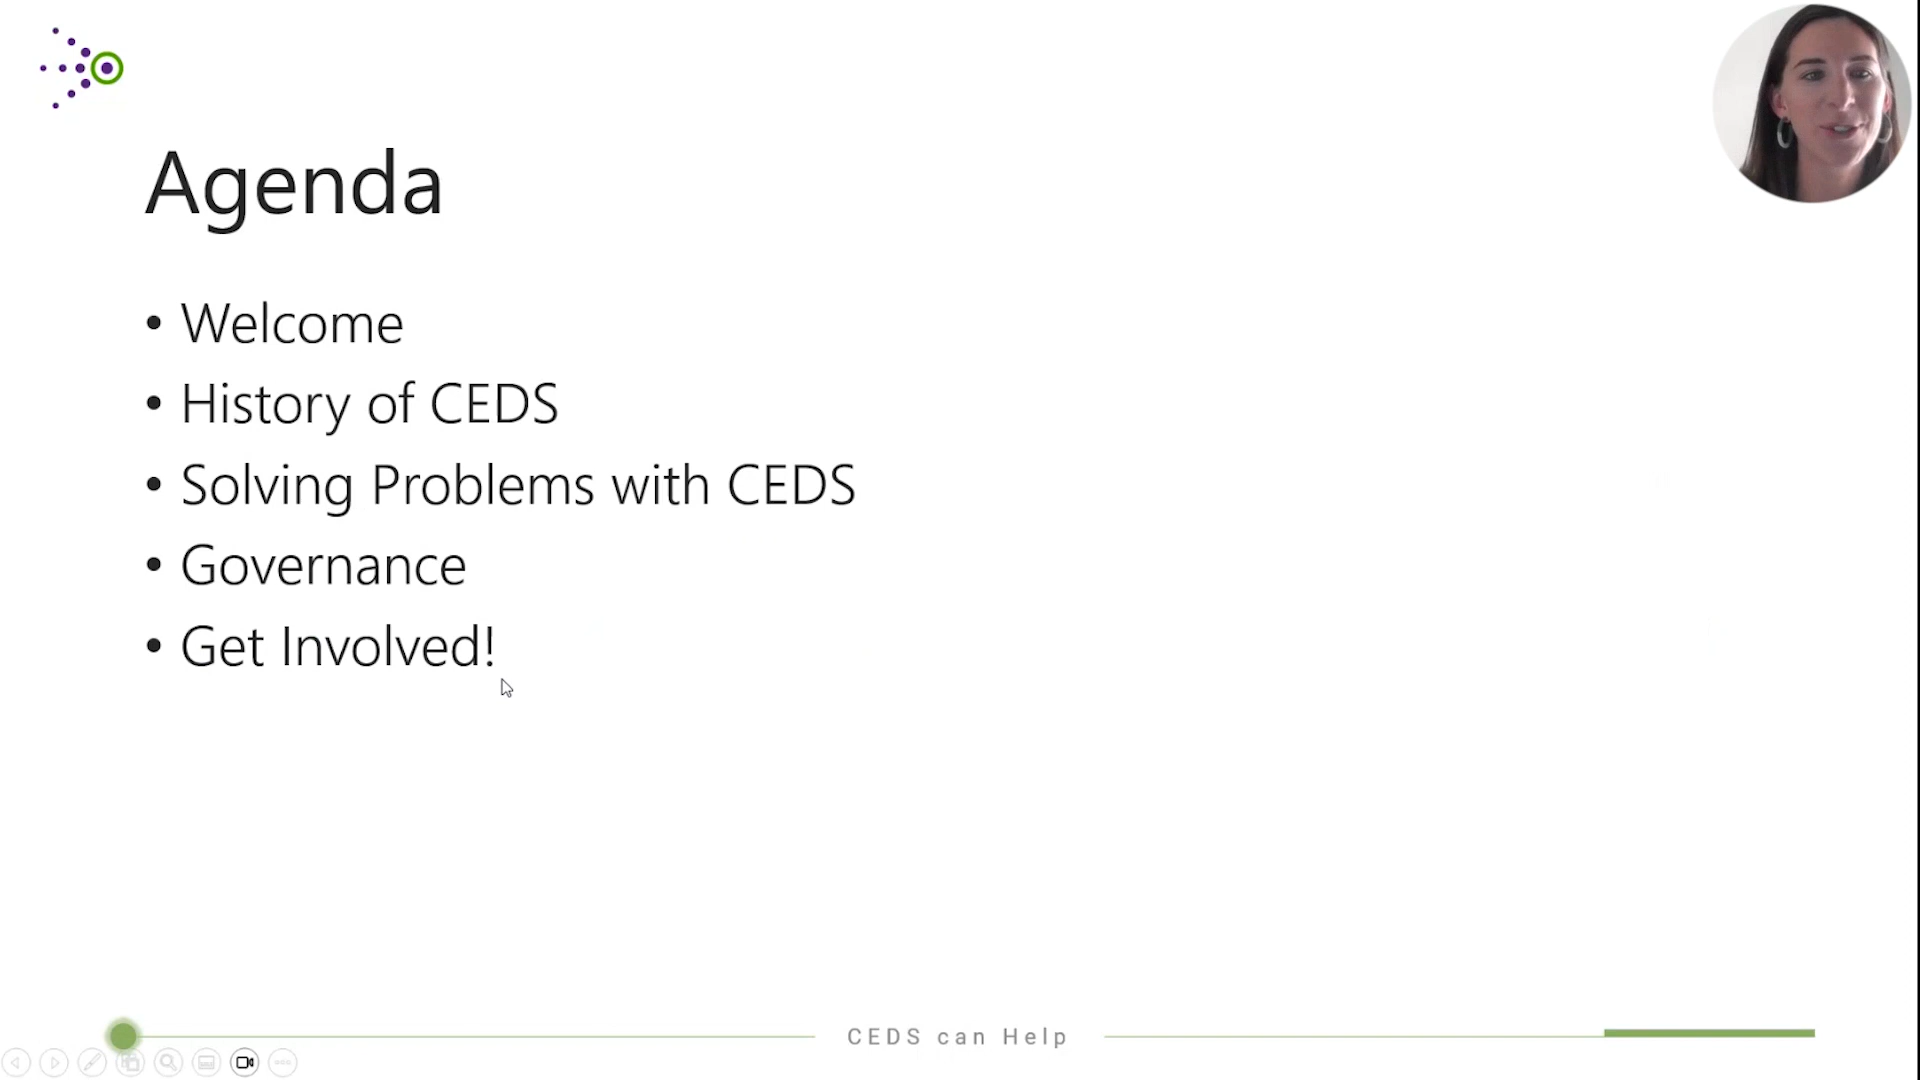 Agenda
• Welcome
• History of CEDS
• Solving Problems with CEDS
• Governance
• Get Involved!
CEDS can Help